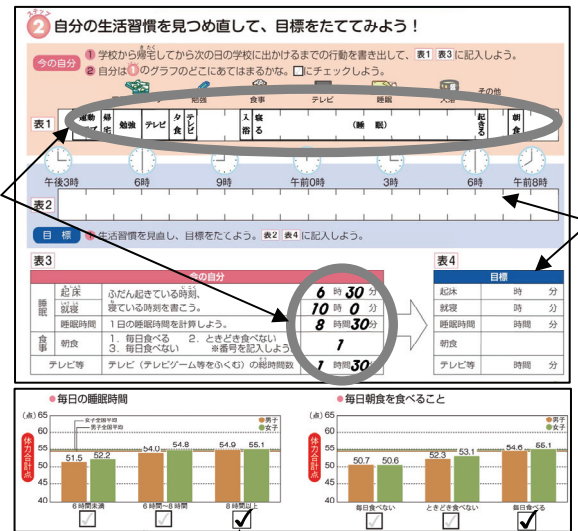 ステップ
2 自分の生活習慣を見つめ直して、目標をたててみよう！
今の自分
1 学校から帰宅してから次の日の学校に出かけるまでの行動を書き出して、表1 表3 に記入しよう。
2 自分は1のグラフのどこにあてはまるかな。□にチェックしよう。
勉強 食事 テレビ 睡眠 入浴 その他
表1
運動 帰宅 勉強 テレビ 夕食 テレビ 入浴 寝る （睡 眠） 起きる 朝食
午後3時 6時 9時 午前0時 3時 6時 午前8時
表2
目 標 1 生活習慣を見直し、目標をたてよう。表2 表4 に記入しよう。
表3
今の自分
睡眠
起床 ふだん起きている時刻、 6 時 30 分
就寝 寝ている時刻を書こう。 10 時 0 分
睡眠時間 1日の睡眠時間を計算しよう。 8 時間 30 分
食事 朝食 1．毎日食べる 2．ときどき食べない
3．毎日食べない ※番号を記入しよう 1
テレビ等 テレビ（テレビゲーム等をふくむ）の総時間数 1 時間 30 分
表4
目標
起床 時 分
就寝 時 分
睡眠時間 時間 分
朝食
テレビ等 時間 分
●毎日の睡眠時間
（点）
体力合計点
65
60
55
50
45
40
女子全国平均
男子全国平均
男子
女子
51.5 52.2 54.0 54.8 54.9 55.1
6時間未満 6時間〜8時間 8時間以上
●毎日朝食を食べること
（点）
体力合計点
65
60
55
50
45
40
男子
女子
50.7 50.6 52.3 53.1 54.6 55.1
毎日食べない ときどき食べない 毎日食べる